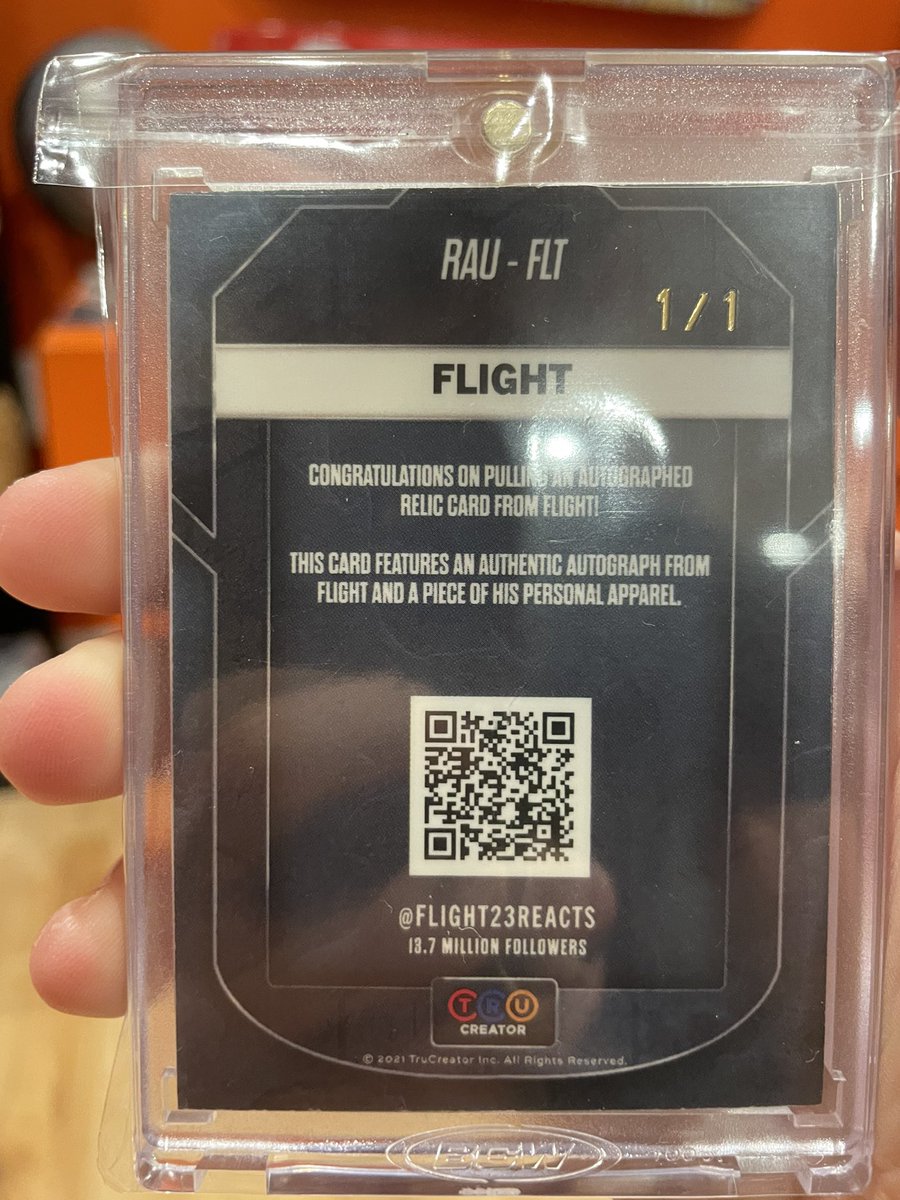 RAU - FLT
1/1
FLIGHT
CONGRATULATIONS ON PULLING AN AUTOGRAPHED
RELIC CARD FROM FLIGHT!
THIS CARD FEATURES AN AUTHENTIC AUTOGRAPH FROM
FLIGHT AND A PIECE OF HIS PERSONAL APPAREL.
@FLIGHT23REACTS
13.7 MILLION FOLLOWERS
TRU
CREATOR
© 2021 TruCreator Inc. All Rights Reserved.
BCW